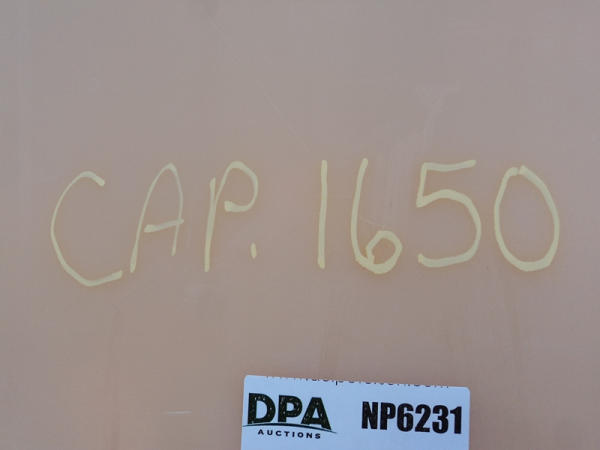 CAP. 1650
DPA
AUCTIONS
NP6231